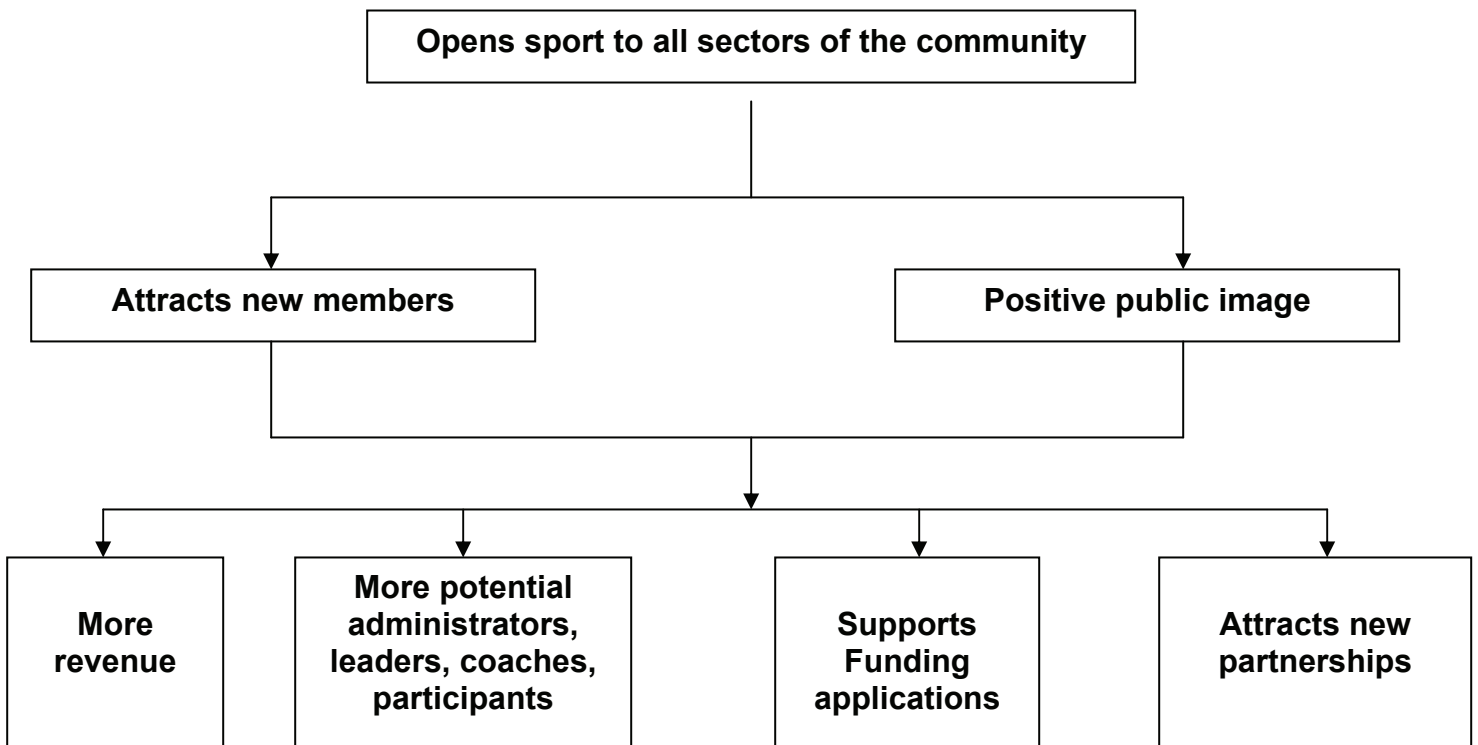 Opens sport to all sectors of the community
Attracts new members
Positive public image
More
revenue
More potential
administrators,
leaders, coaches,
participants
Supports
Funding
applications
Attracts new
partnerships